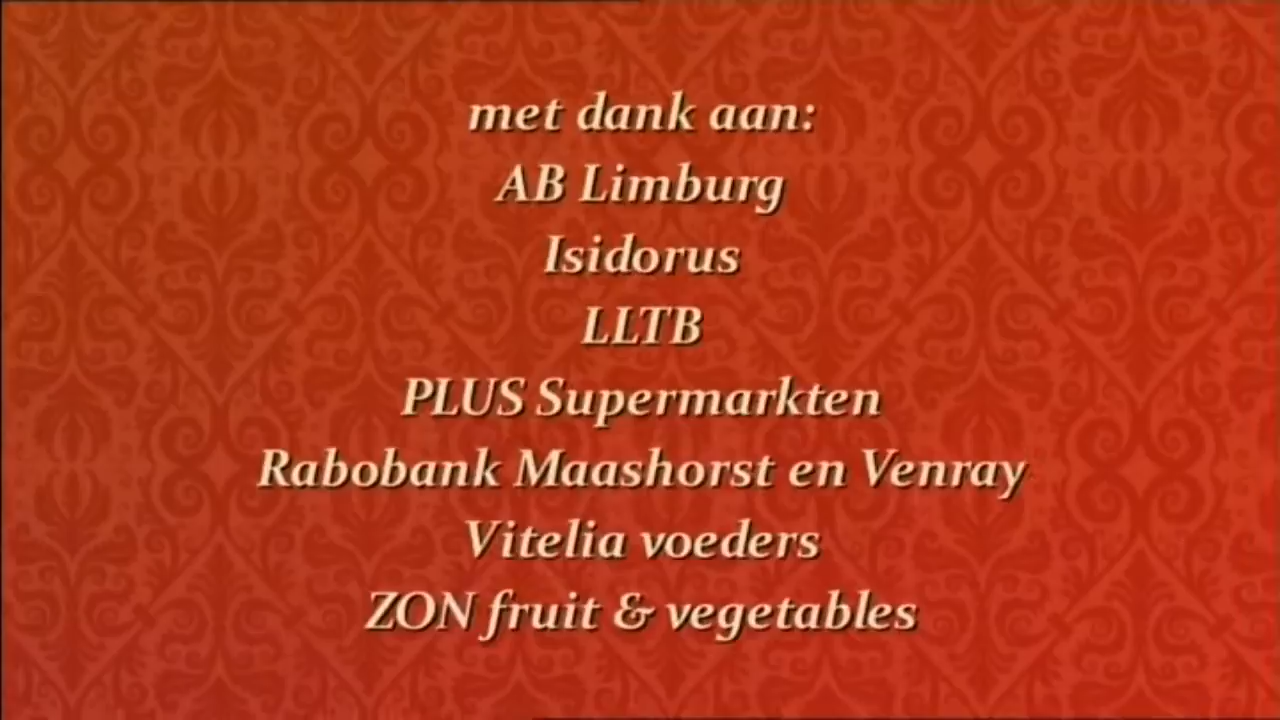 met dank aan:
AB Limburg
Isidorus
LLTB
PLUS Supermarkten
Rabobank Maashorst en Venray
Vitelia voeders
ZON fruit & vegetables